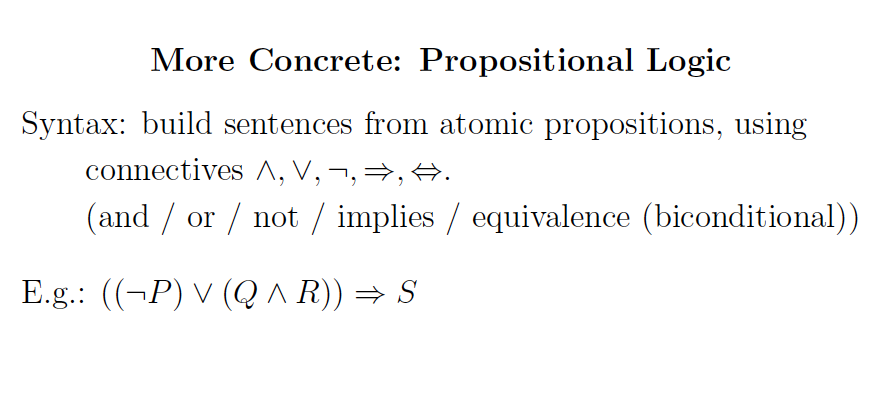 More Concrete: Propositional Logic
Syntax: build sentences from atomic propositions, using
connectives ∧, ∨, ¬, ⇒, ⇔.
(and / or / not / implies / equivalence (biconditional))
E.g.: ((¬P) ∨ (Q ∧ R)) ⇒ S